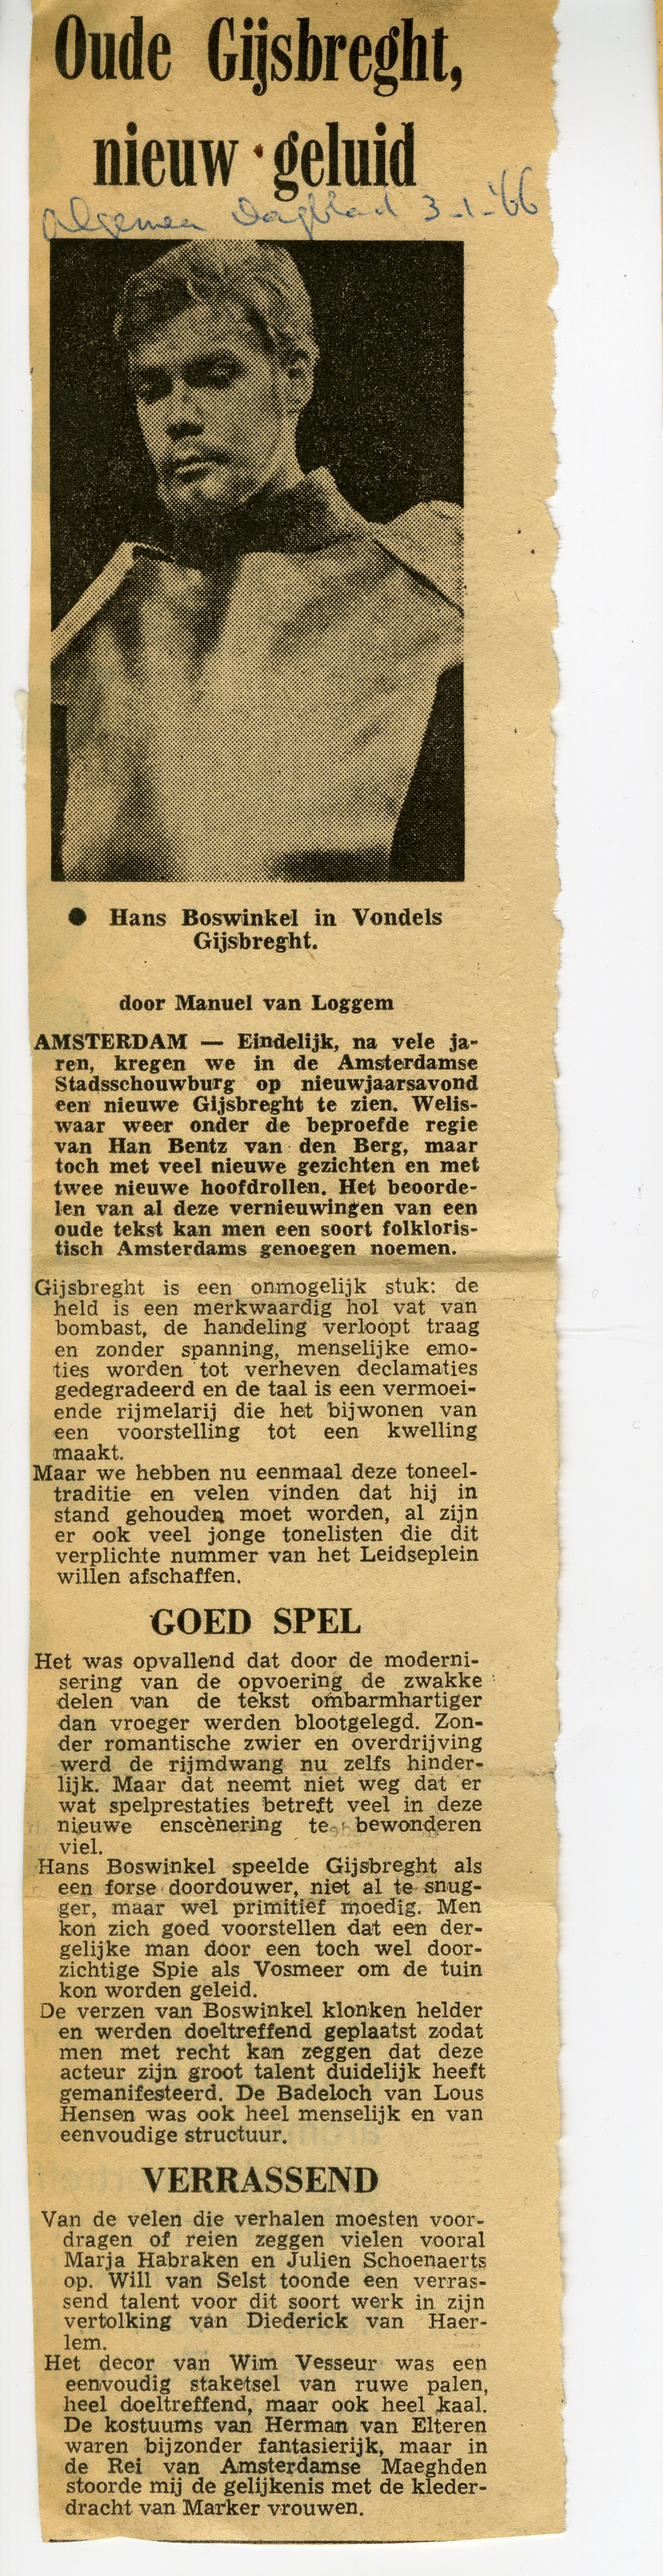 Oude Gijsbreght,
nieuw geluid
Algemeen Dagblad 3-1-'66
● Hans Boswinkel in Vondels
Gijsbreght.
door Manuel van Loggem
AMSTERDAM — Eindelijk, na vele ja-
ren, kregen we in de Amsterdamse
Stadsschouwburg op nieuwjaarsavond
een nieuwe Gijsbreght te zien. Welis-
waar weer onder de beproefde regie
van Han Bentz van den Berg, maar
toch met veel nieuwe gezichten en met
twee nieuwe hoofdrollen. Het beoorde-
len van al deze vernieuwingen van een
oude tekst kan men een soort folkloris-
tisch Amsterdams genoegen noemen.
Gijsbreght is een onmogelijk stuk: de
held is een merkwaardig hol vat van
bombast, de handeling verloopt traag
en zonder spanning, menselijke emo-
ties worden tot verheven declamaties
gedegradeerd en de taal is een vermoei-
ende rijmelarij die het bijwonen van
een voorstelling tot een kwelling
maakt.
Maar we hebben nu eenmaal deze toneel-
traditie en velen vinden dat hij in
stand gehouden moet worden, al zijn
er ook veel jonge tonelisten die dit
verplichte nummer van het Leidseplein
willen afschaffen.
GOED SPEL
Het was opvallend dat door de moderni-
sering van de opvoering de zwakke
delen van de tekst ombarmhartiger
dan vroeger werden blootgelegd. Zon-
der romantische zwier en overdrijving
werd de rijmdwang nu zelfs hinder-
lijk. Maar dat neemt niet weg dat er
wat spelprestaties betreft veel in deze
nieuwe enscènering te bewonderen
viel.
Hans Boswinkel speelde Gijsbreght als
een forse doordouwer, niet al te snug-
ger, maar wel primitief moedig. Men
kon zich goed voorstellen dat een der-
gelijke man door een toch wel door-
zichtige Spie als Vosmeer om de tuin
kon worden geleid.
De verzen van Boswinkel klonken helder
en werden doeltreffend geplaatst zodat
men met recht kan zeggen dat deze
acteur zijn groot talent duidelijk heeft
gemanifesteerd. De Badeloch van Lous
Hensen was ook heel menselijk en van
eenvoudige structuur.
VERRASSEND
Van de velen die verhalen moesten voor-
dragen of reien zeggen vielen vooral
Marja Habraken en Julien Schoenaerts
op. Will van Selst toonde een verras-
send talent voor dit soort werk in zijn
vertolking van Diederick van Haer-
lem.
Het decor van Wim Vesseur was een
eenvoudig staketsel van ruwe palen,
heel doeltreffend, maar ook heel kaal.
De kostuums van Herman van Elteren
waren bijzonder fantasierijk, maar in
de Rei van Amsterdamse Maeghden
stoorde mij de gelijkenis met de kleder-
dracht van Marker vrouwen.